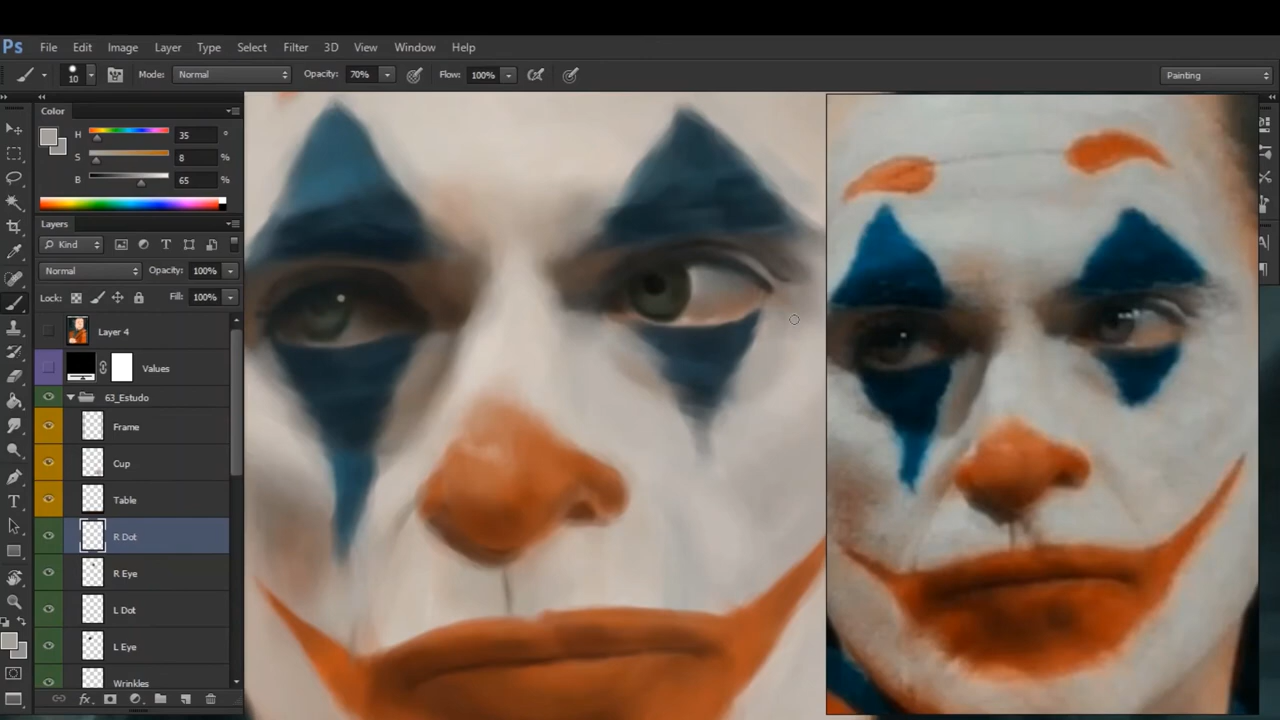 Ps File Edit Image Layer Type Select Filter 3D View Window Help
10 Mode: Normal Opacity: 70% Flow: 100% Painting
Color
H 35 °
S 8 %
B 65 %
Layers
Kind
Normal Opacity: 100%
Lock: Fill: 100%
Layer 4
Values
63_Estudo
Frame
Cup
Table
R Dot
R Eye
L Dot
L Eye
Wrinkles
fx